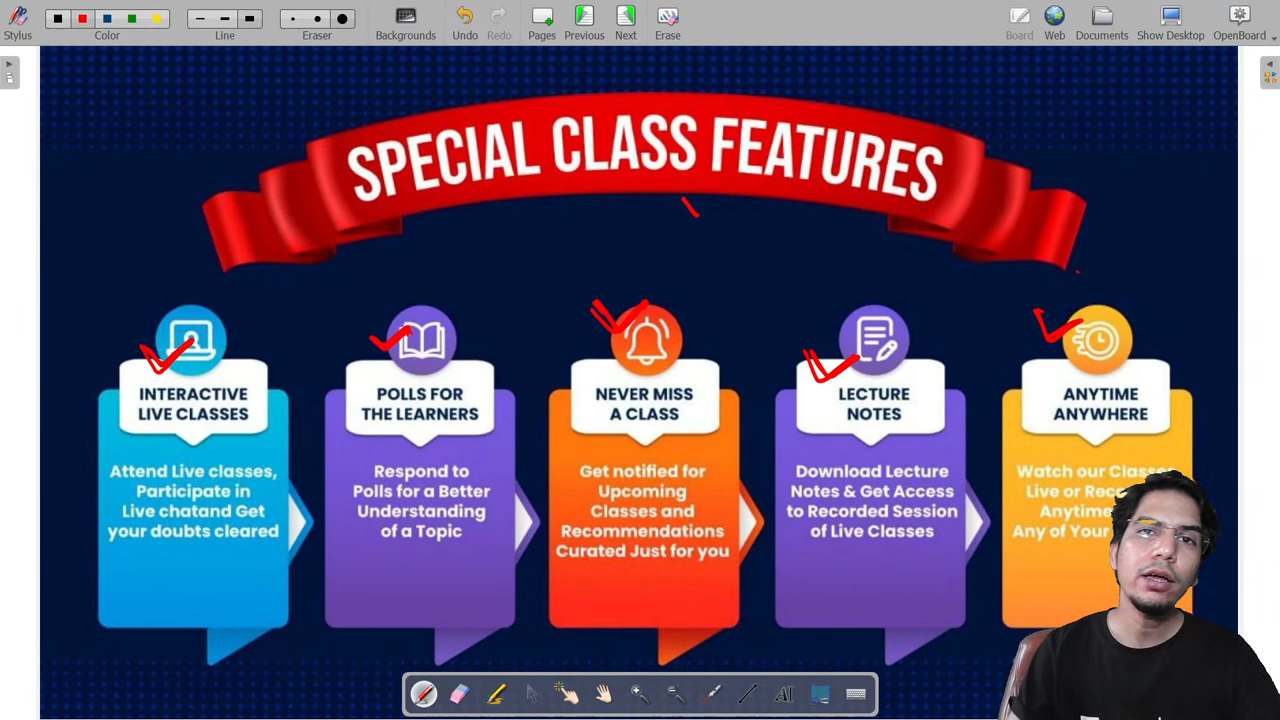 Stylus
Color
Line
Eraser
Backgrounds
Undo
Redo
Pages
Previous
Next
Erase
Board
Web
Documents
Show Desktop
OpenBoard
SPECIAL CLASS FEATURES
INTERACTIVE
LIVE CLASSES
Attend Live classes,
Participate in
Live chatand Get
your doubts cleared
POLLS FOR
THE LEARNERS
Respond to
Polls for a Better
Understanding
of a Topic
NEVER MISS
A CLASS
Get notified for
Upcoming
Classes and
Recommendations
Curated Just for you
LECTURE
NOTES
Download Lecture
Notes & Get Access
to Recorded Session
of Live Classes
ANYTIME
ANYWHERE
Watch our Classes
Live or
Anytime
Any of Your
AI